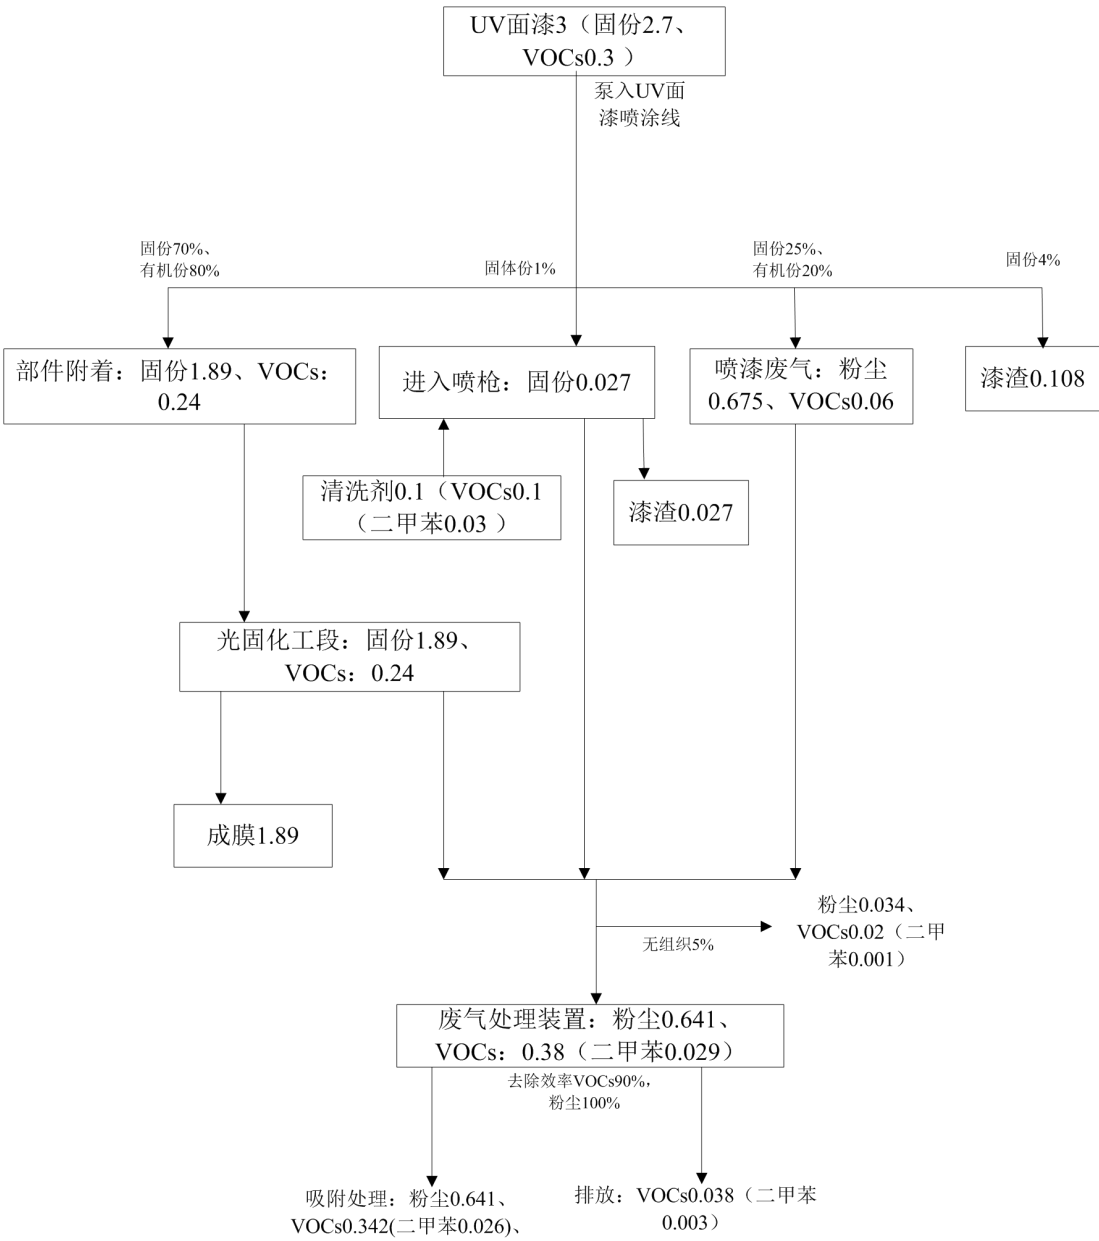 UV面漆3（固份2.7、
VOCs0.3 ）
泵入UV面
漆喷涂线
固份70%、
有机份80%
固体份1%
固份25%、
有机份20%
固份4%
部件附着：固份1.89、VOCs：
0.24
进入喷枪：固份0.027
喷漆废气：粉尘
0.675、VOCs0.06
漆渣0.108
清洗剂0.1（VOCs0.1
（二甲苯0.03 ）
漆渣0.027
光固化工段：固份1.89、
VOCs：0.24
成膜1.89
粉尘0.034、
VOCs0.02（二甲
苯0.001）
无组织5%
废气处理装置：粉尘0.641、
VOCs：0.38（二甲苯0.029）
去除效率VOCs90%，
粉尘100%
吸附处理：粉尘0.641、
VOCs0.342(二甲苯0.026)、
排放：VOCs0.038（二甲苯
0.003）